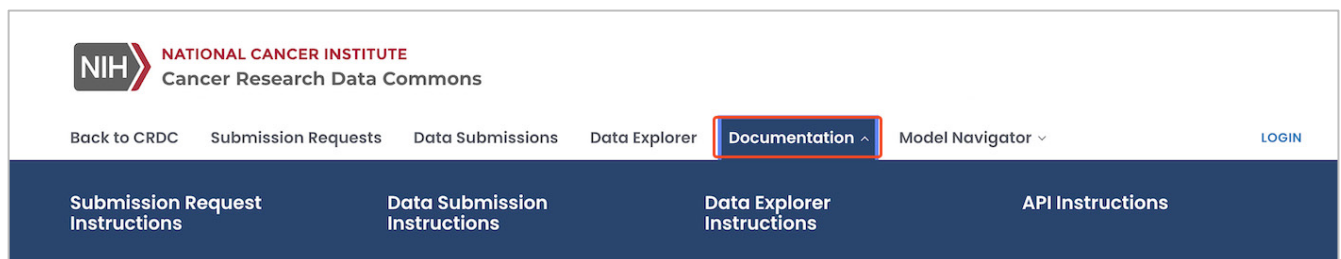 NIH
NATIONAL CANCER INSTITUTE
Cancer Research Data Commons
Back to CRDC Submission Requests Data Submissions Data Explorer Documentation Model Navigator LOGIN
Submission Request
Instructions
Data Submission
Instructions
Data Explorer
Instructions
API Instructions